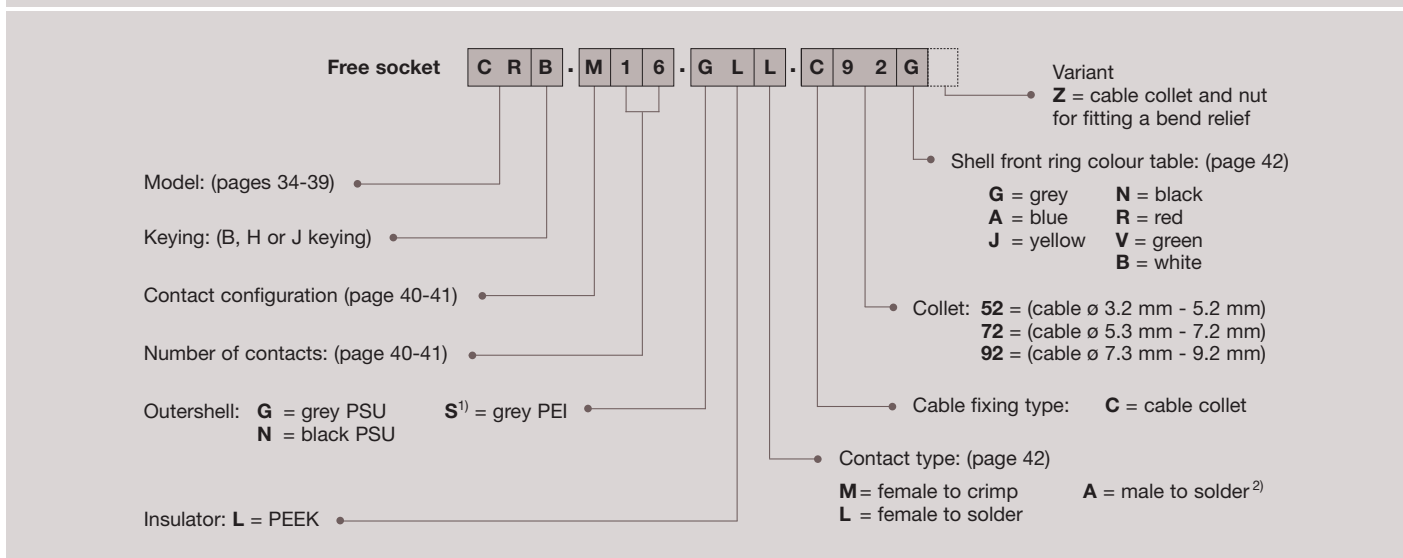 Free socket C R B . M 1 6 . G L L . C 9 2 G
Variant
Z = cable collet and nut
for fitting a bend relief
Shell front ring colour table: (page 42)
G = grey N = black
A = blue R = red
J = yellow V = green
B = white
Model: (pages 34-39)
Keying: (B, H or J keying)
Contact configuration (page 40-41)
Collet: 52 = (cable ø 3.2 mm - 5.2 mm)
72 = (cable ø 5.3 mm - 7.2 mm)
92 = (cable ø 7.3 mm - 9.2 mm)
Number of contacts: (page 40-41)
Outershell: G = grey PSU S1) = grey PEI
N = black PSU
Cable fixing type: C = cable collet
Contact type: (page 42)
M = female to crimp A = male to solder 2)
L = female to solder
Insulator: L = PEEK